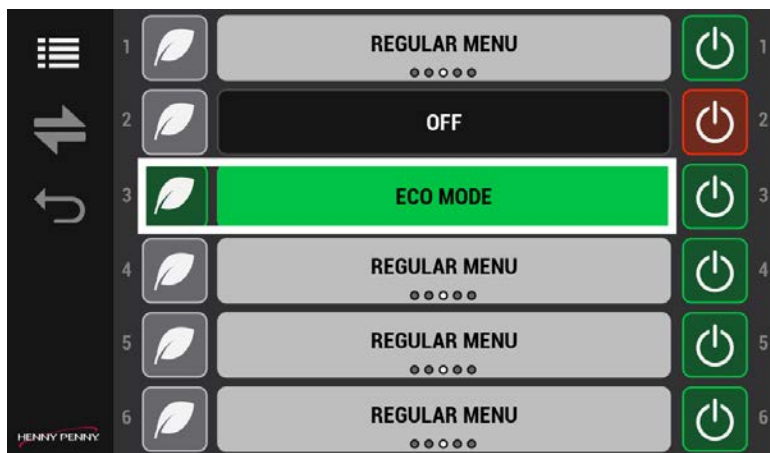 1 REGULAR MENU 1
2 OFF 2
3 ECO MODE 3
4 REGULAR MENU 4
5 REGULAR MENU 5
6 REGULAR MENU 6
HENNY PENNY